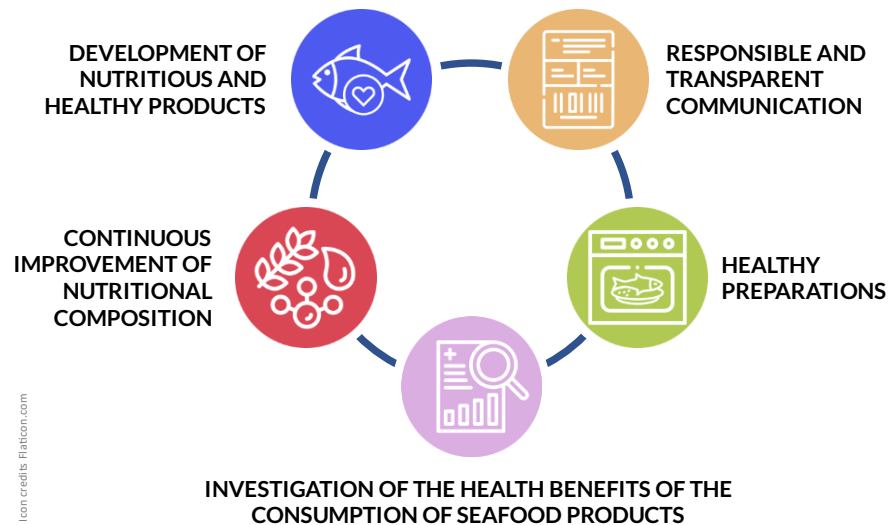 DEVELOPMENT OF
NUTRITIOUS AND
HEALTHY PRODUCTS
RESPONSIBLE AND
TRANSPARENT
COMMUNICATION
CONTINUOUS
IMPROVEMENT OF
NUTRITIONAL
COMPOSITION
HEALTHY
PREPARATIONS
INVESTIGATION OF THE HEALTH BENEFITS OF THE
CONSUMPTION OF SEAFOOD PRODUCTS
Icon credits Flaticon.com